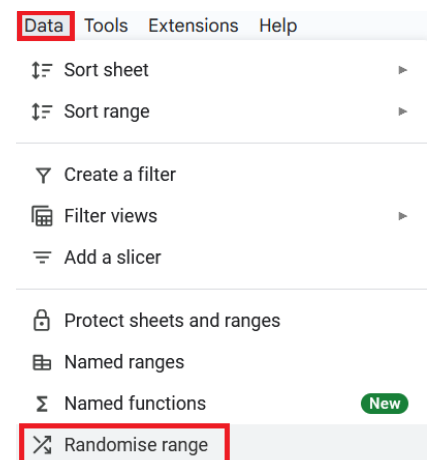 Data Tools Extensions Help
Sort sheet
Sort range
Create a filter
Filter views
Add a slicer
Protect sheets and ranges
Named ranges
Named functions New
Randomise range